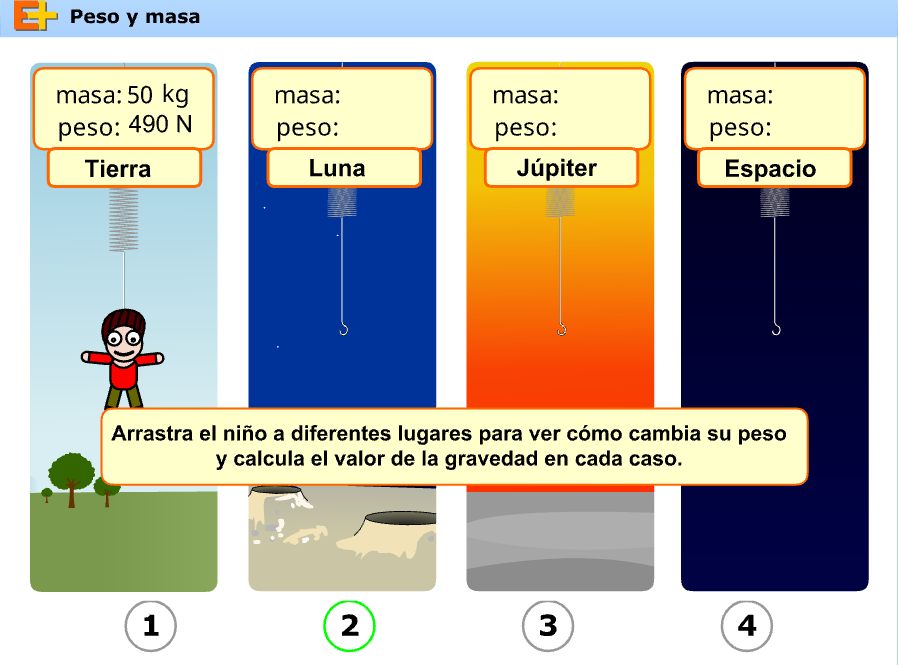 E+ Peso y masa
masa: 50 kg
peso: 490 N
Tierra
masa:
peso:
Luna
masa:
peso:
Júpiter
masa:
peso:
Espacio
Arrastra el niño a diferentes lugares para ver cómo cambia su peso
y calcula el valor de la gravedad en cada caso.
1
2
3
4